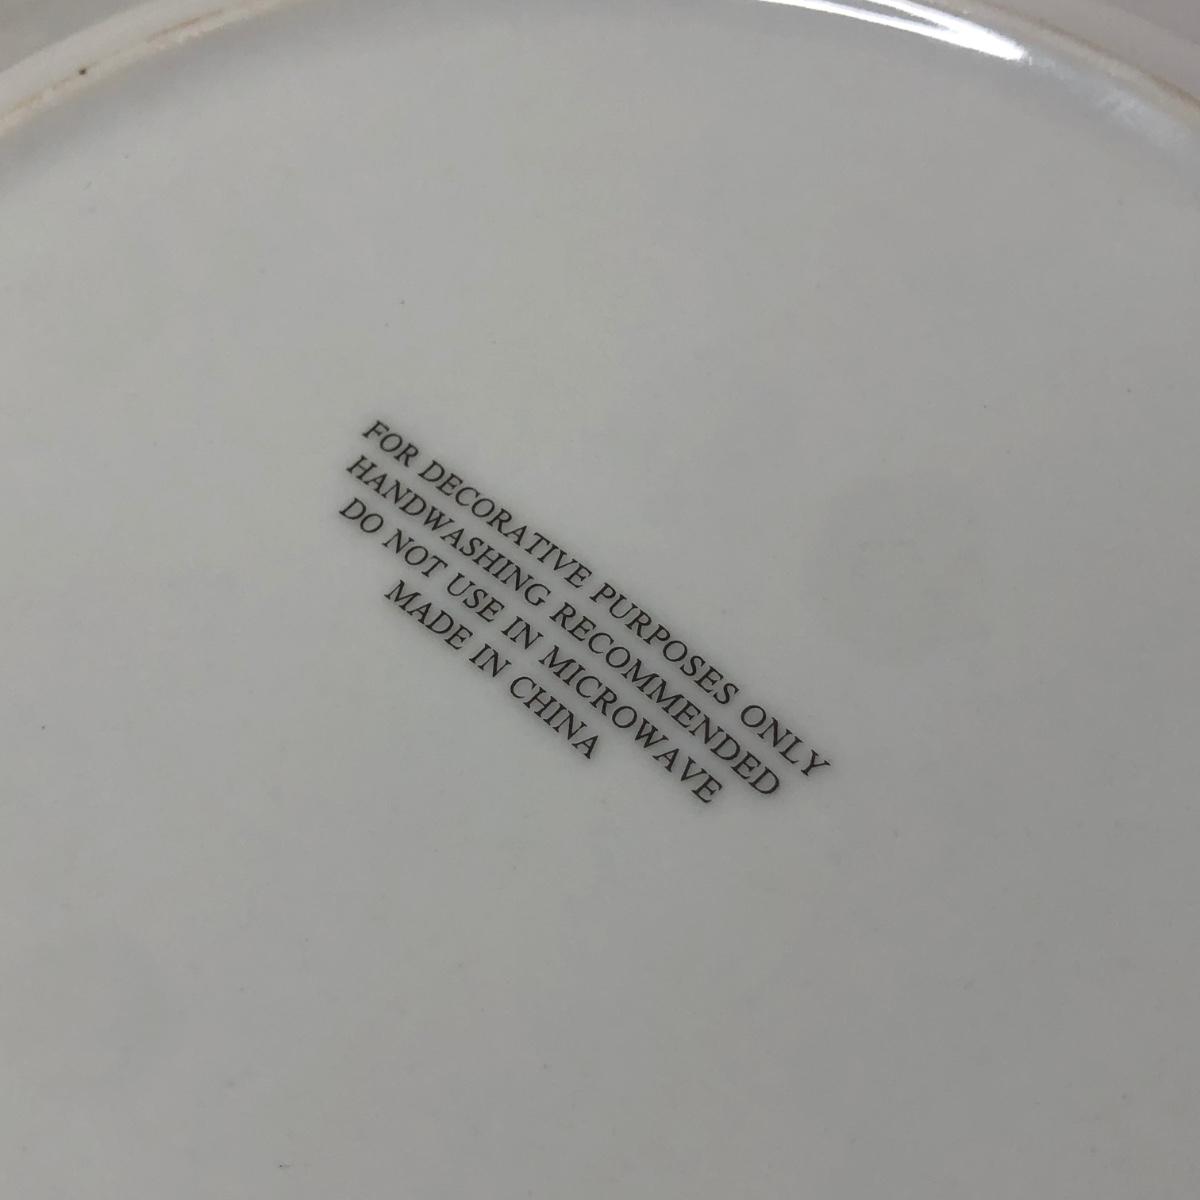 FOR DECORATIVE PURPOSES ONLY
HANDWASHING RECOMMENDED
DO NOT USE IN MICROWAVE
MADE IN CHINA